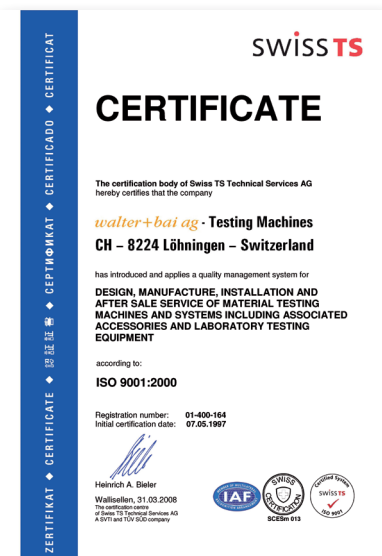 swiss TS
CERTIFICATE
The certification body of Swiss TS Technical Services AG
hereby certifies that the company
walter+bai ag - Testing Machines
CH – 8224 Löhningen – Switzerland
has introduced and applies a quality management system for
DESIGN, MANUFACTURE, INSTALLATION AND
AFTER SALE SERVICE OF MATERIAL TESTING
MACHINES AND SYSTEMS INCLUDING ASSOCIATED
ACCESSORIES AND LABORATORY TESTING
EQUIPMENT
according to:
ISO 9001:2000
Registration number: 01-400-164
Initial certification date: 07.05.1997
Heinrich A. Bieler
Wallisellen, 31.03.2008
The certification centre
of Swiss TS Technical Services AG
A SVTI and TÜV SÜD company
IAF
SWISS
CERTIFICATION
SCESm 013
Certified System
swiss TS
ISO 9001
ZERTIFIKAT ◆ CERTIFICATE ◆ 認証証書 ◆ СЕРТИФИКАТ ◆ CERTIFICADO ◆ CERTIFICAT